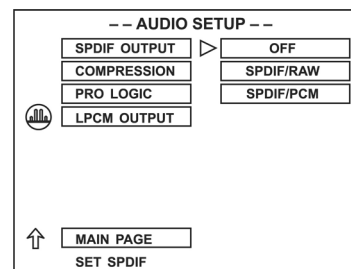 -- AUDIO SETUP --
SPDIF OUTPUT
OFF
COMPRESSION
SPDIF/RAW
PRO LOGIC
SPDIF/PCM
LPCM OUTPUT
MAIN PAGE
SET SPDIF